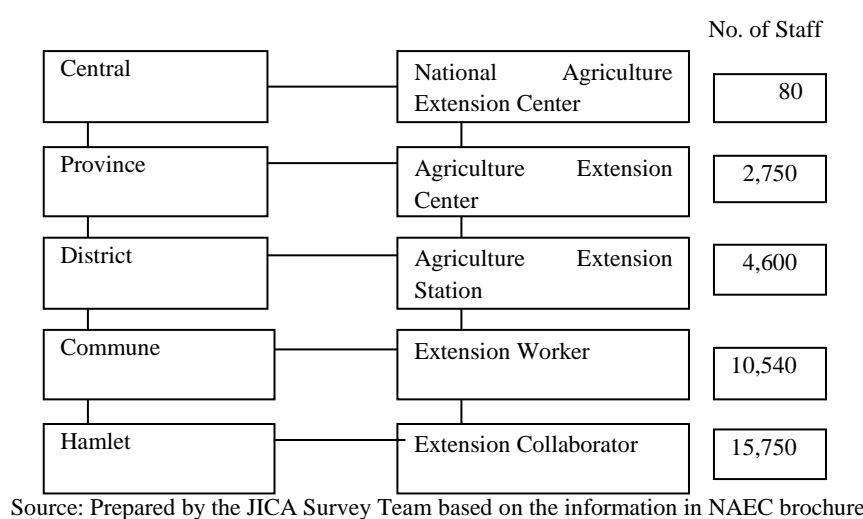 No. of Staff
Central
National Agriculture
Extension Center
80
Province
Agriculture Extension
Center
2,750
District
Agriculture Extension
Station
4,600
Commune
Extension Worker
10,540
Hamlet
Extension Collaborator
15,750
Source: Prepared by the JICA Survey Team based on the information in NAEC brochure